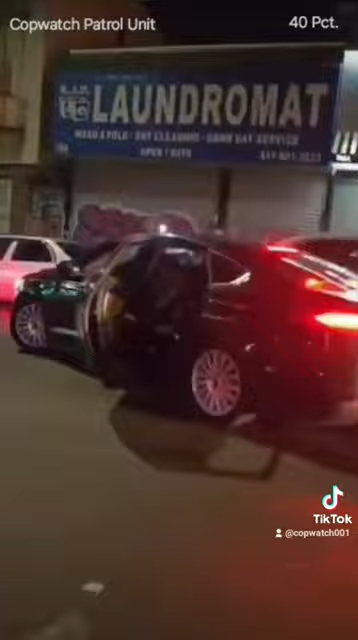 Copwatch Patrol Unit
40 Pct.
LAUNDROMAT
WASH & FOLD · DRY CLEANING · SAME DAY SERVICE
OPEN 7 DAYS
TikTok
@copwatch001